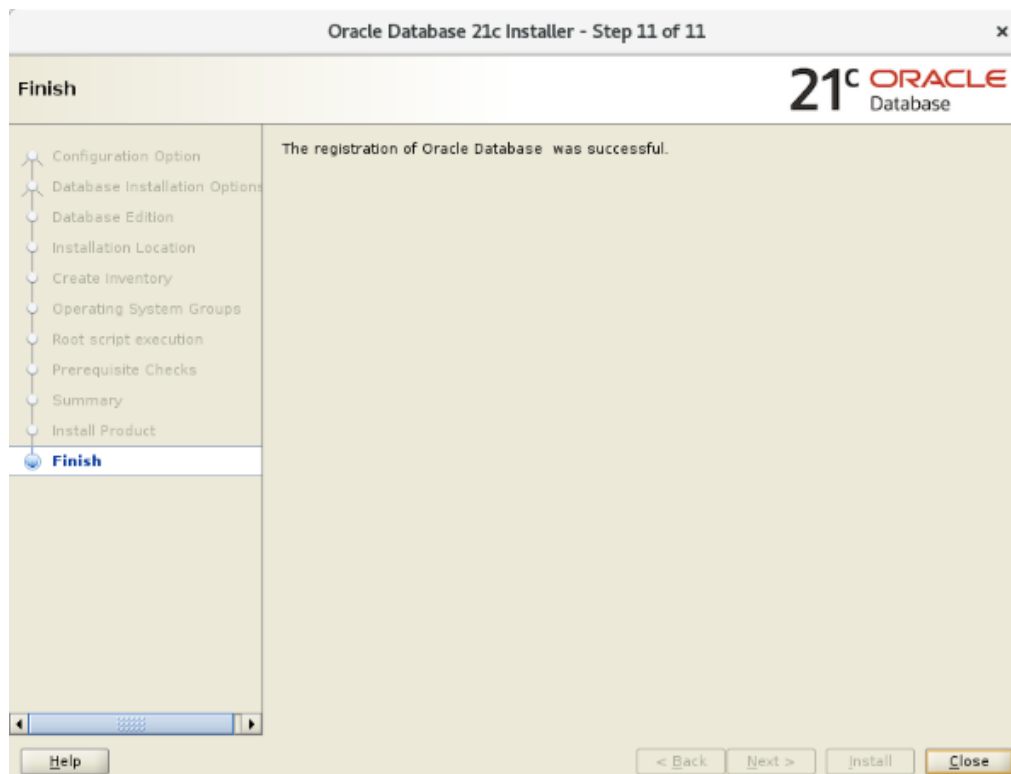 Oracle Database 21c Installer - Step 11 of 11
×
Finish
21c ORACLE
Database
Configuration Option
Database Installation Options
Database Edition
Installation Location
Create Inventory
Operating System Groups
Root script execution
Prerequisite Checks
Summary
Install Product
Finish
The registration of Oracle Database  was successful.
Help
< Back
Next >
Install
Close